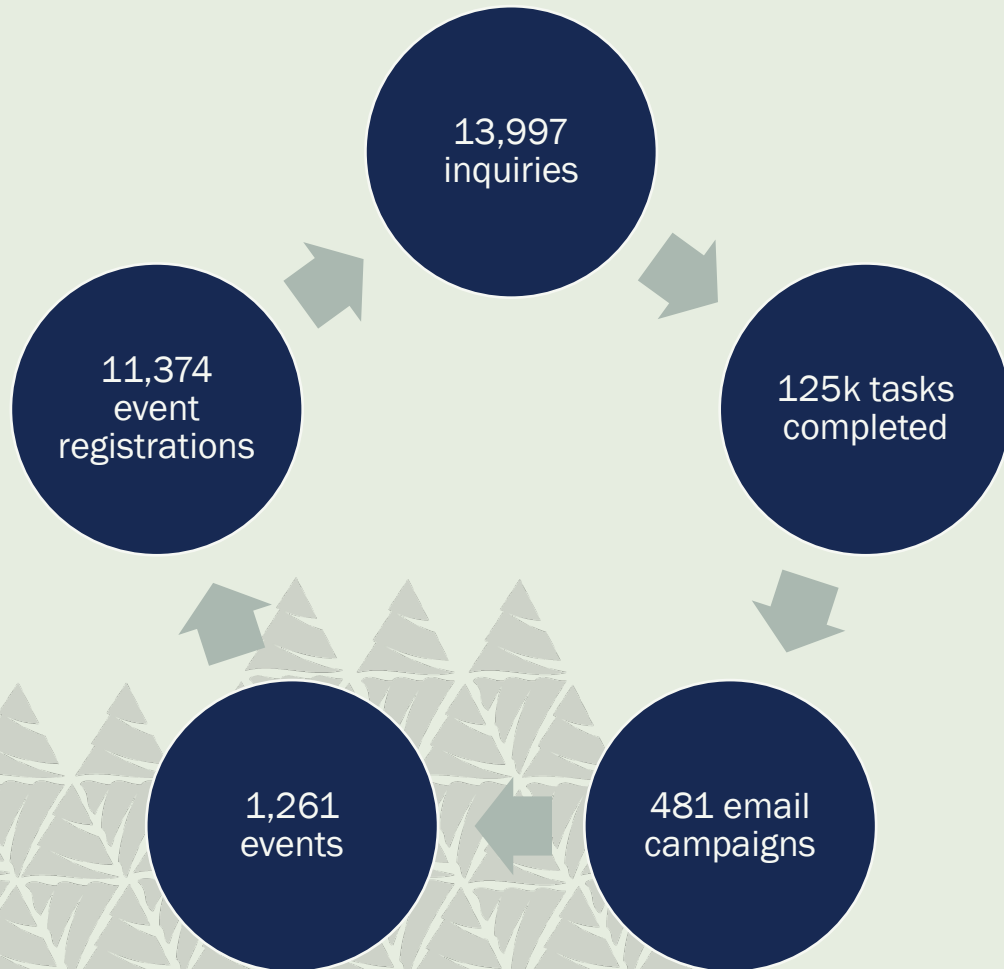 13,997
inquiries
125k tasks
completed
481 email
campaigns
1,261
events
11,374
event
registrations